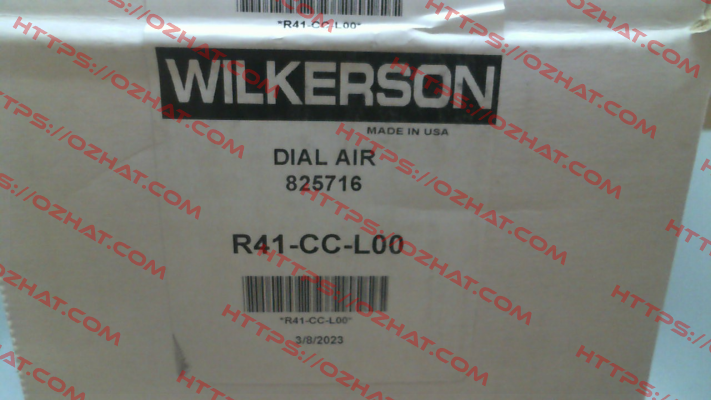 "R41-CC-L00"
WILKERSON
MADE IN USA
DIAL AIR
825716
R41-CC-L00
"R41-CC-L00"
3/8/2023
HTTPS://OZHAT.COM